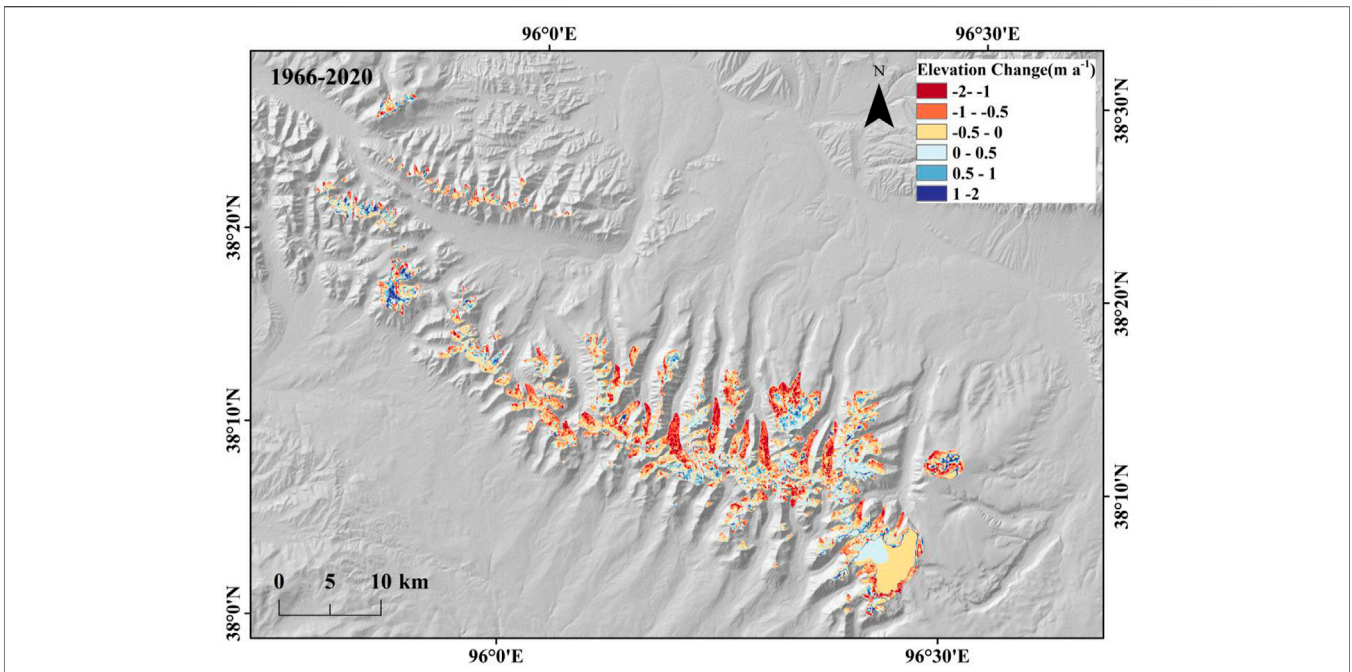 96°0'E 96°30'E
1966-2020
N
Elevation Change(m a⁻¹)
-2- -1
-1 - -0.5
-0.5 - 0
0 - 0.5
0.5 - 1
1 -2
38°30'N
38°20'N
38°20'N
38°10'N
38°10'N
38°0'N
0 5 10 km
96°0'E 96°30'E